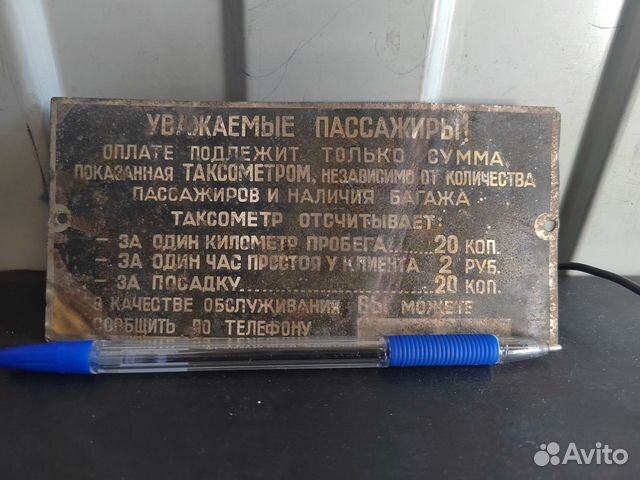 УВАЖАЕМЫЕ ПАССАЖИРЫ!
ОПЛАТЕ ПОДЛЕЖИТ ТОЛЬКО СУММА,
ПОКАЗАННАЯ ТАКСОМЕТРОМ, НЕЗАВИСИМО ОТ КОЛИЧЕСТВА
ПАССАЖИРОВ И НАЛИЧИЯ БАГАЖА
ТАКСОМЕТР ОТСЧИТЫВАЕТ:
– ЗА ОДИН КИЛОМЕТР ПРОБЕГА......20 КОП.
– ЗА ОДИН ЧАС ПРОСТОЯ У КЛИЕНТА 2 РУБ.
– ЗА ПОСАДКУ........................20 КОП.
О КАЧЕСТВЕ ОБСЛУЖИВАНИЯ ВЫ МОЖЕТЕ
СООБЩИТЬ ПО ТЕЛЕФОНУ
Avito